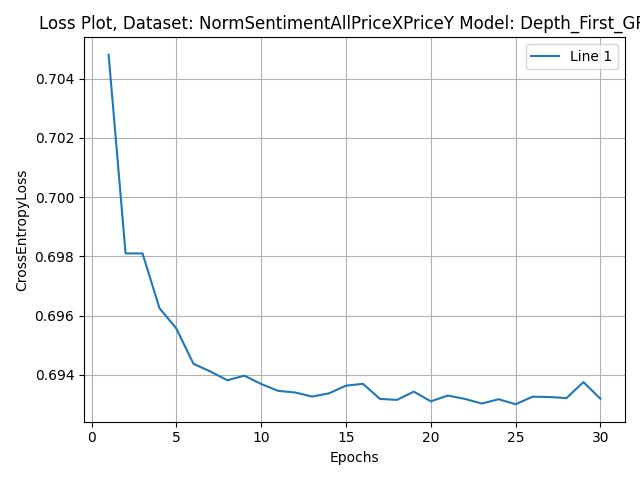 Loss Plot, Dataset: NormSentimentAllPriceXPriceY Model: Depth_First_GR
Line 1
CrossEntropyLoss
0.704
0.702
0.700
0.698
0.696
0.694
0 5 10 15 20 25 30
Epochs